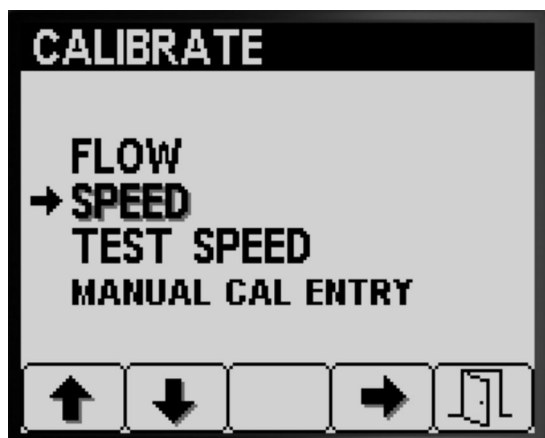 CALIBRATE
FLOW
SPEED
TEST SPEED
MANUAL CAL ENTRY